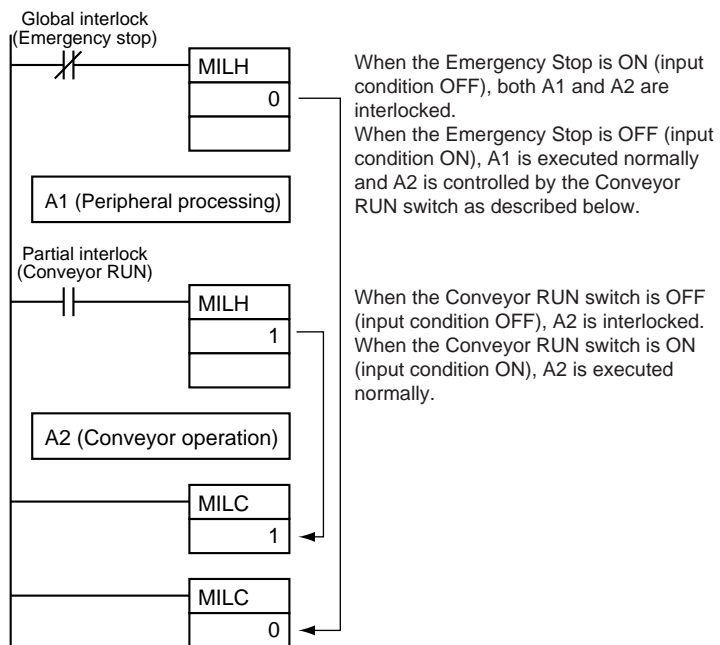 Global interlock
(Emergency stop)
MILH
0
When the Emergency Stop is ON (input
condition OFF), both A1 and A2 are
interlocked.
When the Emergency Stop is OFF (input
condition ON), A1 is executed normally
and A2 is controlled by the Conveyor
RUN switch as described below.
A1 (Peripheral processing)
Partial interlock
(Conveyor RUN)
MILH
1
When the Conveyor RUN switch is OFF
(input condition OFF), A2 is interlocked.
When the Conveyor RUN switch is ON
(input condition ON), A2 is executed
normally.
A2 (Conveyor operation)
MILC
1
MILC
0